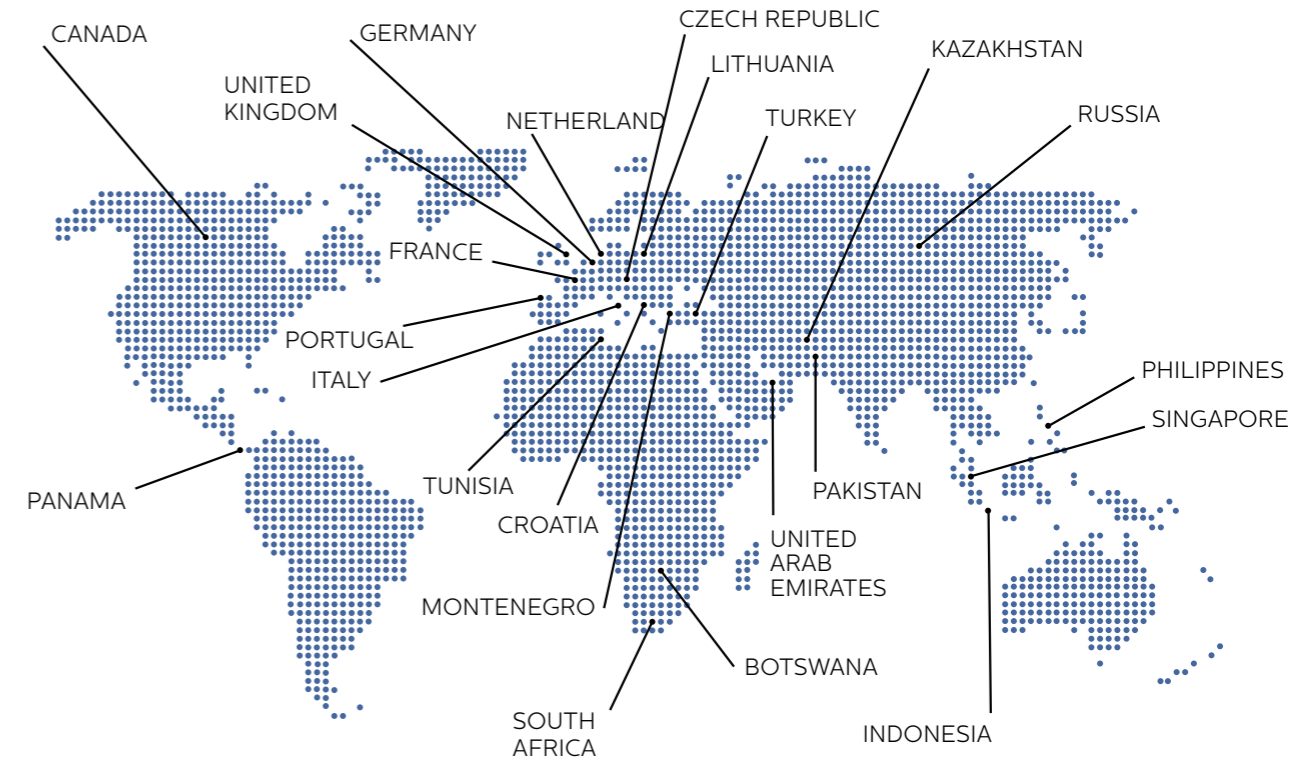 CZECH REPUBLIC
CANADA
GERMANY
KAZAKHSTAN
LITHUANIA
UNITED
KINGDOM
NETHERLAND
TURKEY
RUSSIA
FRANCE
PORTUGAL
ITALY
PHILIPPINES
SINGAPORE
TUNISIA
PAKISTAN
PANAMA
CROATIA
UNITED
ARAB
EMIRATES
MONTENEGRO
BOTSWANA
SOUTH
AFRICA
INDONESIA